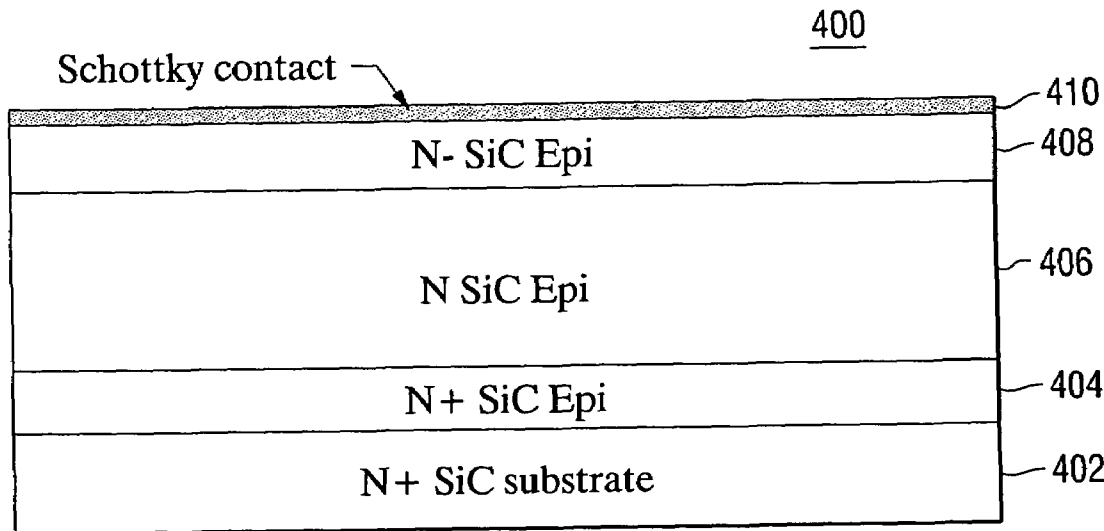 400
Schottky contact
410
N- SiC Epi
408
N SiC Epi
406
N+ SiC Epi
404
N+ SiC substrate
402